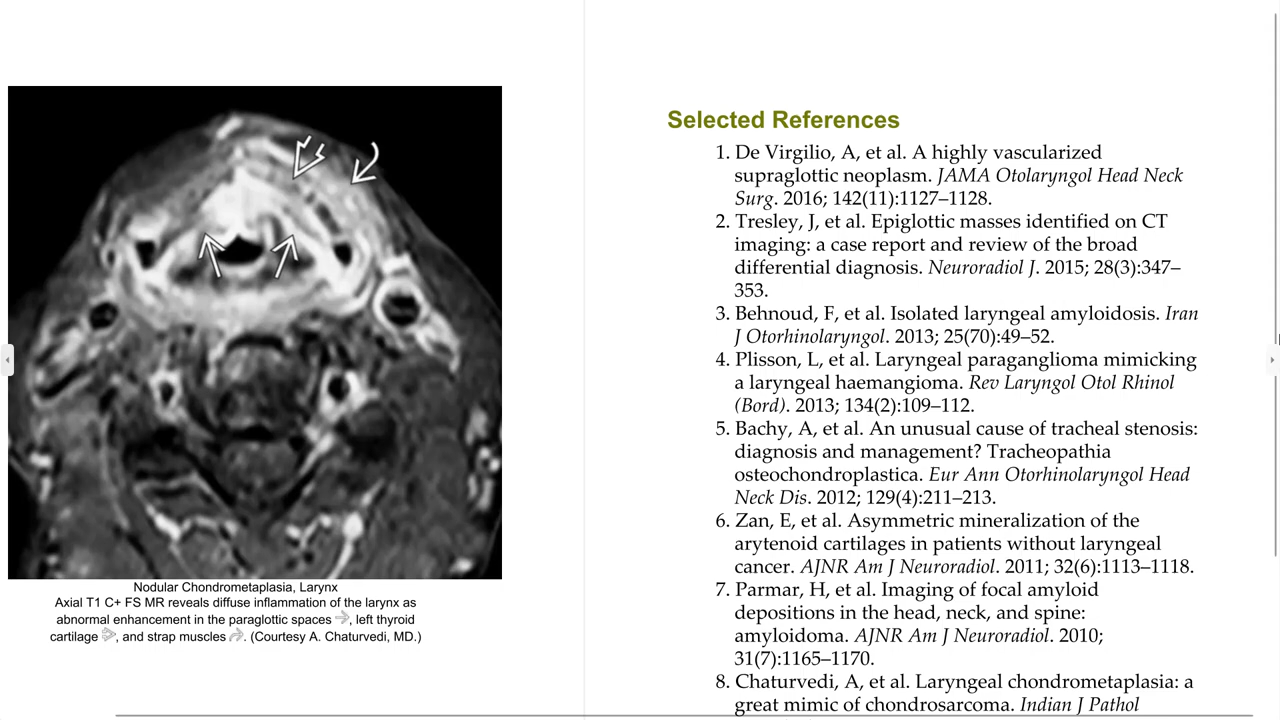 Nodular Chondrometaplasia, Larynx
Axial T1 C+ FS MR reveals diffuse inflammation of the larynx as
abnormal enhancement in the paraglottic spaces , left thyroid
cartilage , and strap muscles . (Courtesy A. Chaturvedi, MD.)
Selected References
1. De Virgilio, A, et al. A highly vascularized
supraglottic neoplasm. JAMA Otolaryngol Head Neck
Surg. 2016; 142(11):1127–1128.
2. Tresley, J, et al. Epiglottic masses identified on CT
imaging: a case report and review of the broad
differential diagnosis. Neuroradiol J. 2015; 28(3):347–
353.
3. Behnoud, F, et al. Isolated laryngeal amyloidosis. Iran
J Otorhinolaryngol. 2013; 25(70):49–52.
4. Plisson, L, et al. Laryngeal paraganglioma mimicking
a laryngeal haemangioma. Rev Laryngol Otol Rhinol
(Bord). 2013; 134(2):109–112.
5. Bachy, A, et al. An unusual cause of tracheal stenosis:
diagnosis and management? Tracheopathia
osteochondroplastica. Eur Ann Otorhinolaryngol Head
Neck Dis. 2012; 129(4):211–213.
6. Zan, E, et al. Asymmetric mineralization of the
arytenoid cartilages in patients without laryngeal
cancer. AJNR Am J Neuroradiol. 2011; 32(6):1113–1118.
7. Parmar, H, et al. Imaging of focal amyloid
depositions in the head, neck, and spine:
amyloidoma. AJNR Am J Neuroradiol. 2010;
31(7):1165–1170.
8. Chaturvedi, A, et al. Laryngeal chondrometaplasia: a
great mimic of chondrosarcoma. Indian J Pathol